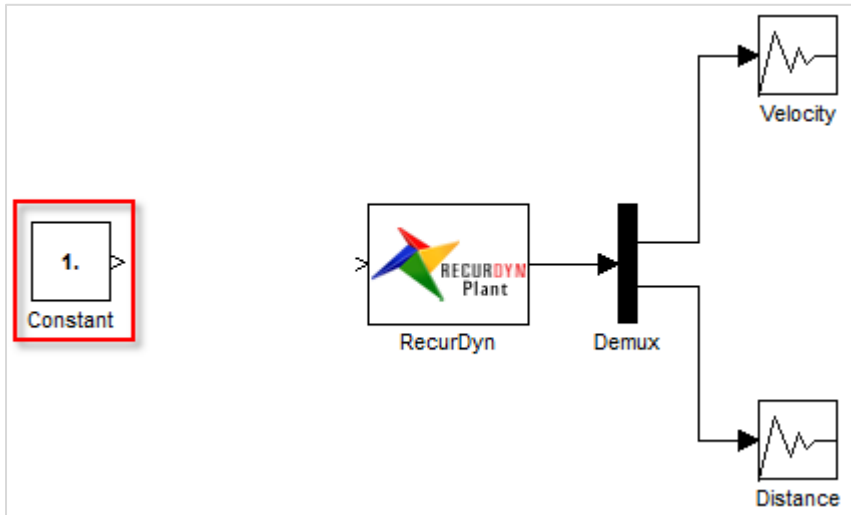 Velocity
1.
Constant
RECURDYN
Plant
RecurDyn
Demux
Distance